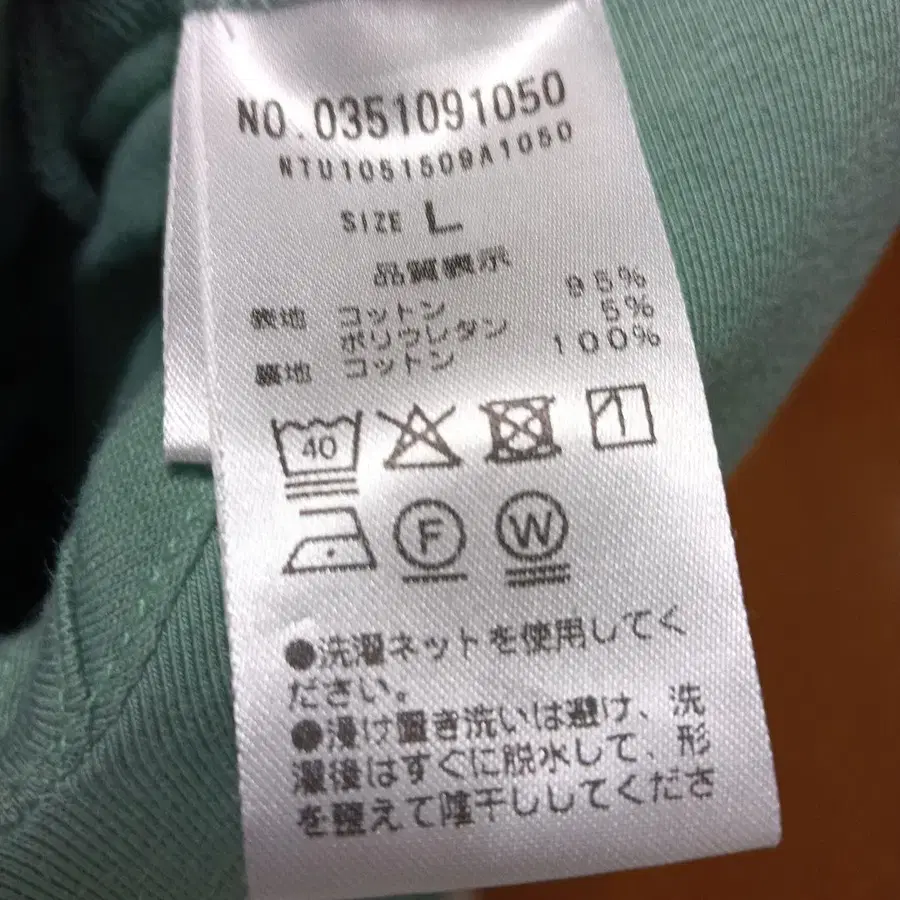 NO.0351091050
NTU1051509A1050
SIZE L
品質表示
表地 コットン 95%
ポリウレタン 5%
裏地 コットン 100%
40
F W
●洗濯ネットを使用してく
ださい。
●浸け置き洗いは避け、洗
濯後はすぐに脱水して、形
を整えて陰干ししてくださ